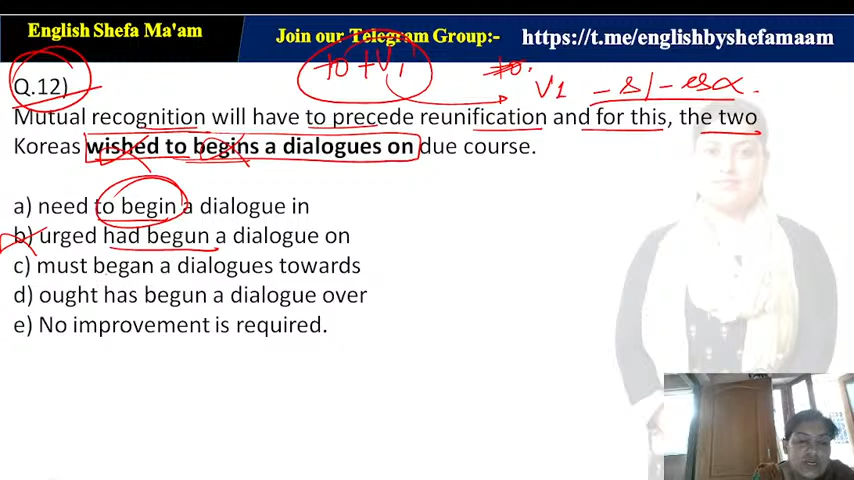 English Shefa Ma'am
Join our Telegram Group:- https://t.me/englishbyshefamaam
to + V1
to.
V1 - s/- es x .
Q.12)
Mutual recognition will have to precede reunification and for this, the two
Koreas wished to begins a dialogues on due course.
a) need to begin a dialogue in
b) urged had begun a dialogue on
c) must began a dialogues towards
d) ought has begun a dialogue over
e) No improvement is required.